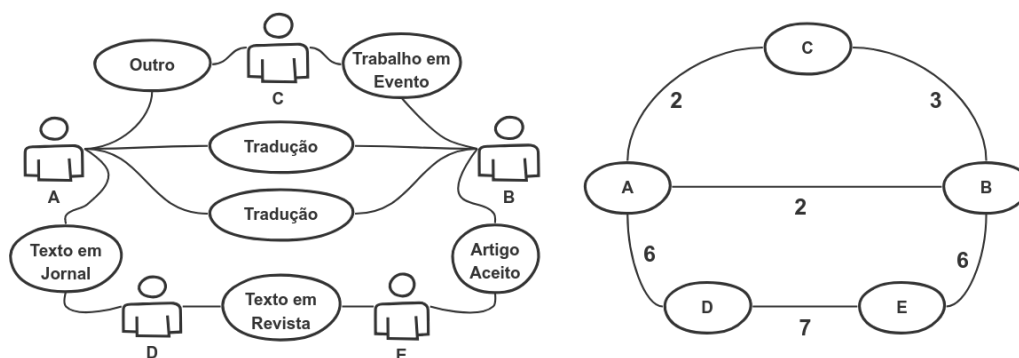 Outro
Trabalho em
Evento
C
Tradução
A
B
Tradução
Texto em
Jornal
Artigo
Aceito
Texto em
Revista
D
E
C
2
3
A
B
2
6
6
D
E
7